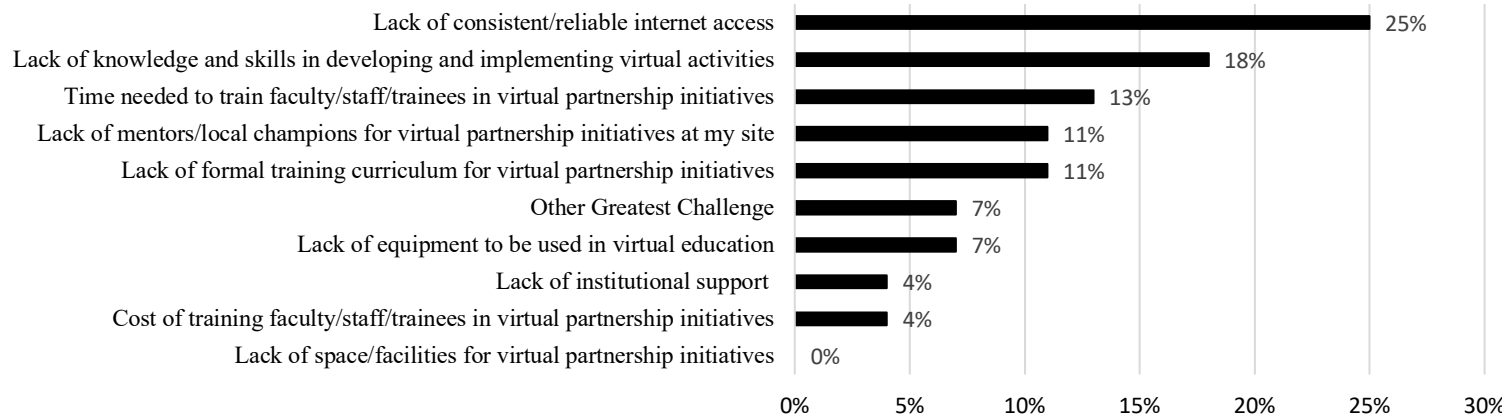 Lack of consistent/reliable internet access 25%
Lack of knowledge and skills in developing and implementing virtual activities 18%
Time needed to train faculty/staff/trainees in virtual partnership initiatives 13%
Lack of mentors/local champions for virtual partnership initiatives at my site 11%
Lack of formal training curriculum for virtual partnership initiatives 11%
Other Greatest Challenge 7%
Lack of equipment to be used in virtual education 7%
Lack of institutional support 4%
Cost of training faculty/staff/trainees in virtual partnership initiatives 4%
Lack of space/facilities for virtual partnership initiatives 0%
0% 5% 10% 15% 20% 25% 30%